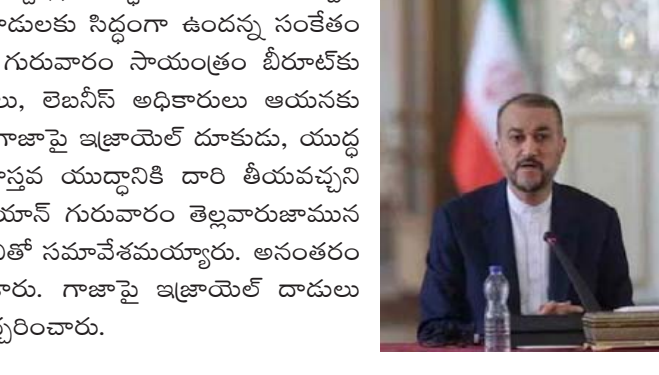 దాడులకు సిద్ధంగా ఉందన్న సంకేతం
గురువారం సాయంత్రం బీరూట్‌కు
లెబనీస్ అధికారులు ఆయనకు
గాజాపై ఇజ్రాయెల్ దూకుడు, యుద్ధ
యుద్ధానికి దారి తీయవచ్చని
గురువారం తెల్లవారుజామున
సమావేశమయ్యారు. అనంతరం
గాజాపై ఇజ్రాయెల్ దాడులు